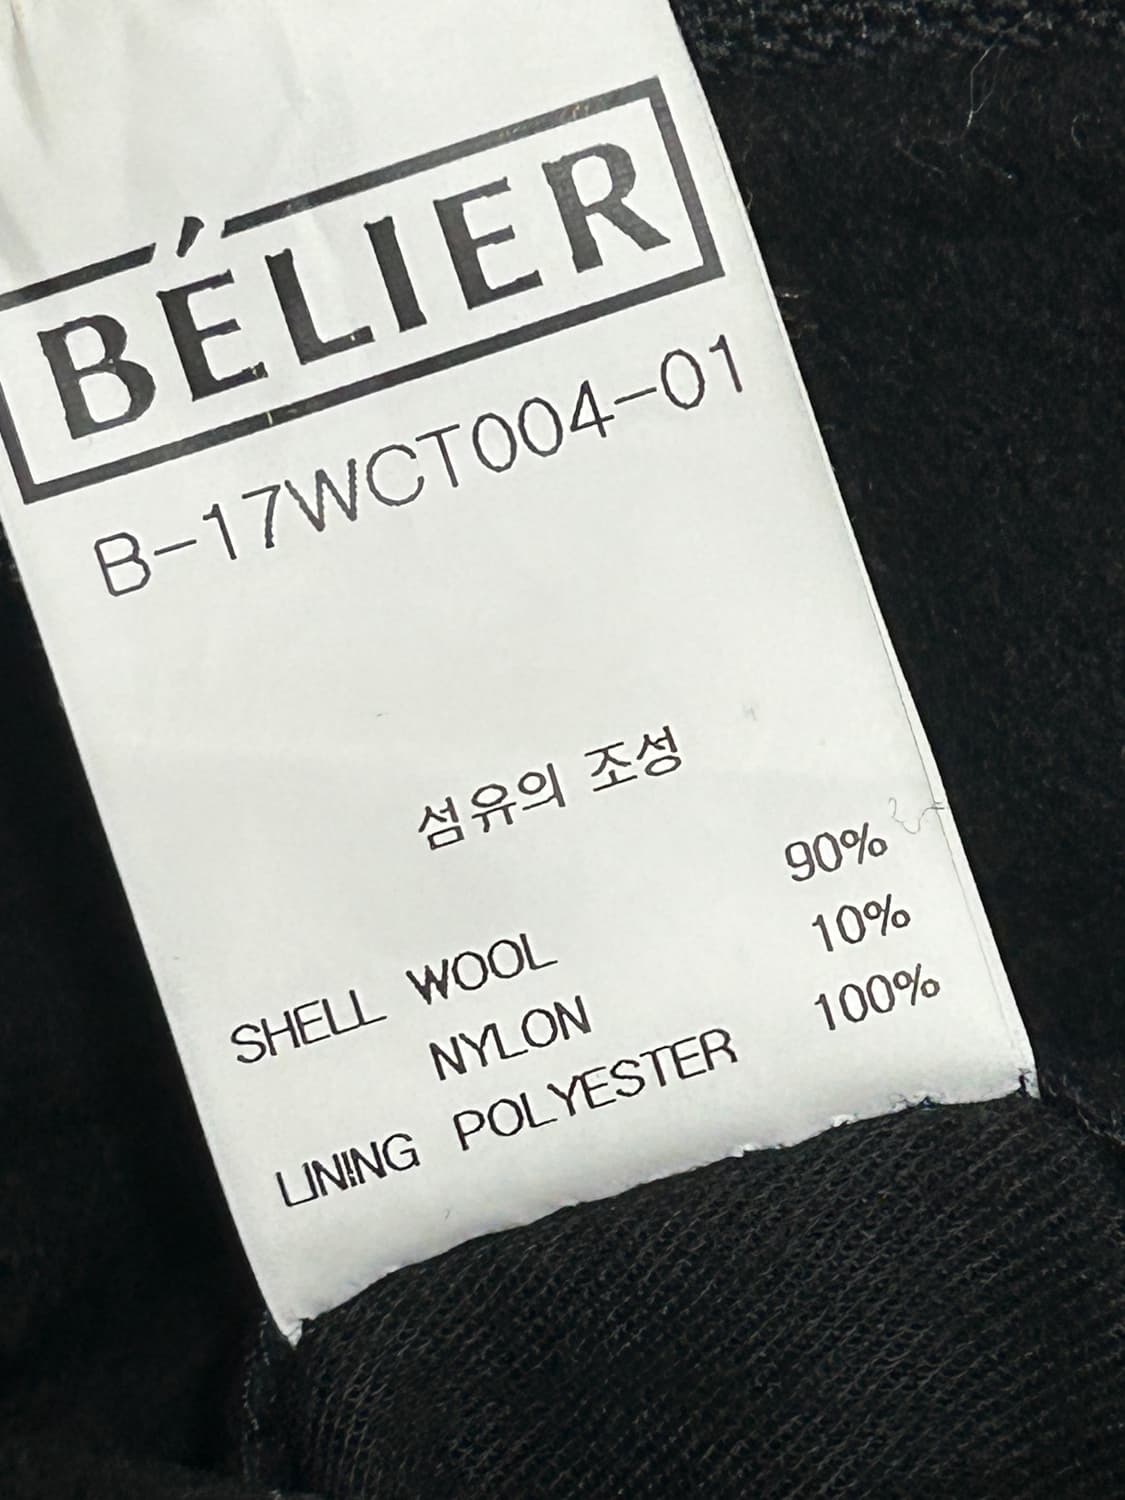 BÉLIER
B-17WCT004-01
섬유의 조성
SHELL WOOL 90%
NYLON 10%
LINING POLYESTER 100%